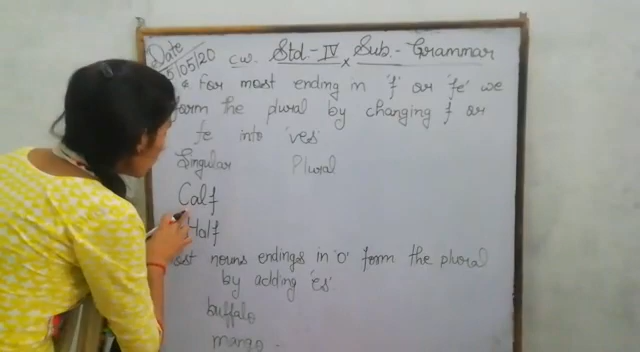 Date
5/05/20 c.w. Std.-IV x Sub.- Grammar
* For most ending in 'f' or 'fe' we
form the plural by changing f or
fe into 'ves'
Singular Plural
Calf
Half
nouns endings in 'o' form the plural
by adding 'es'
buffalo
mango